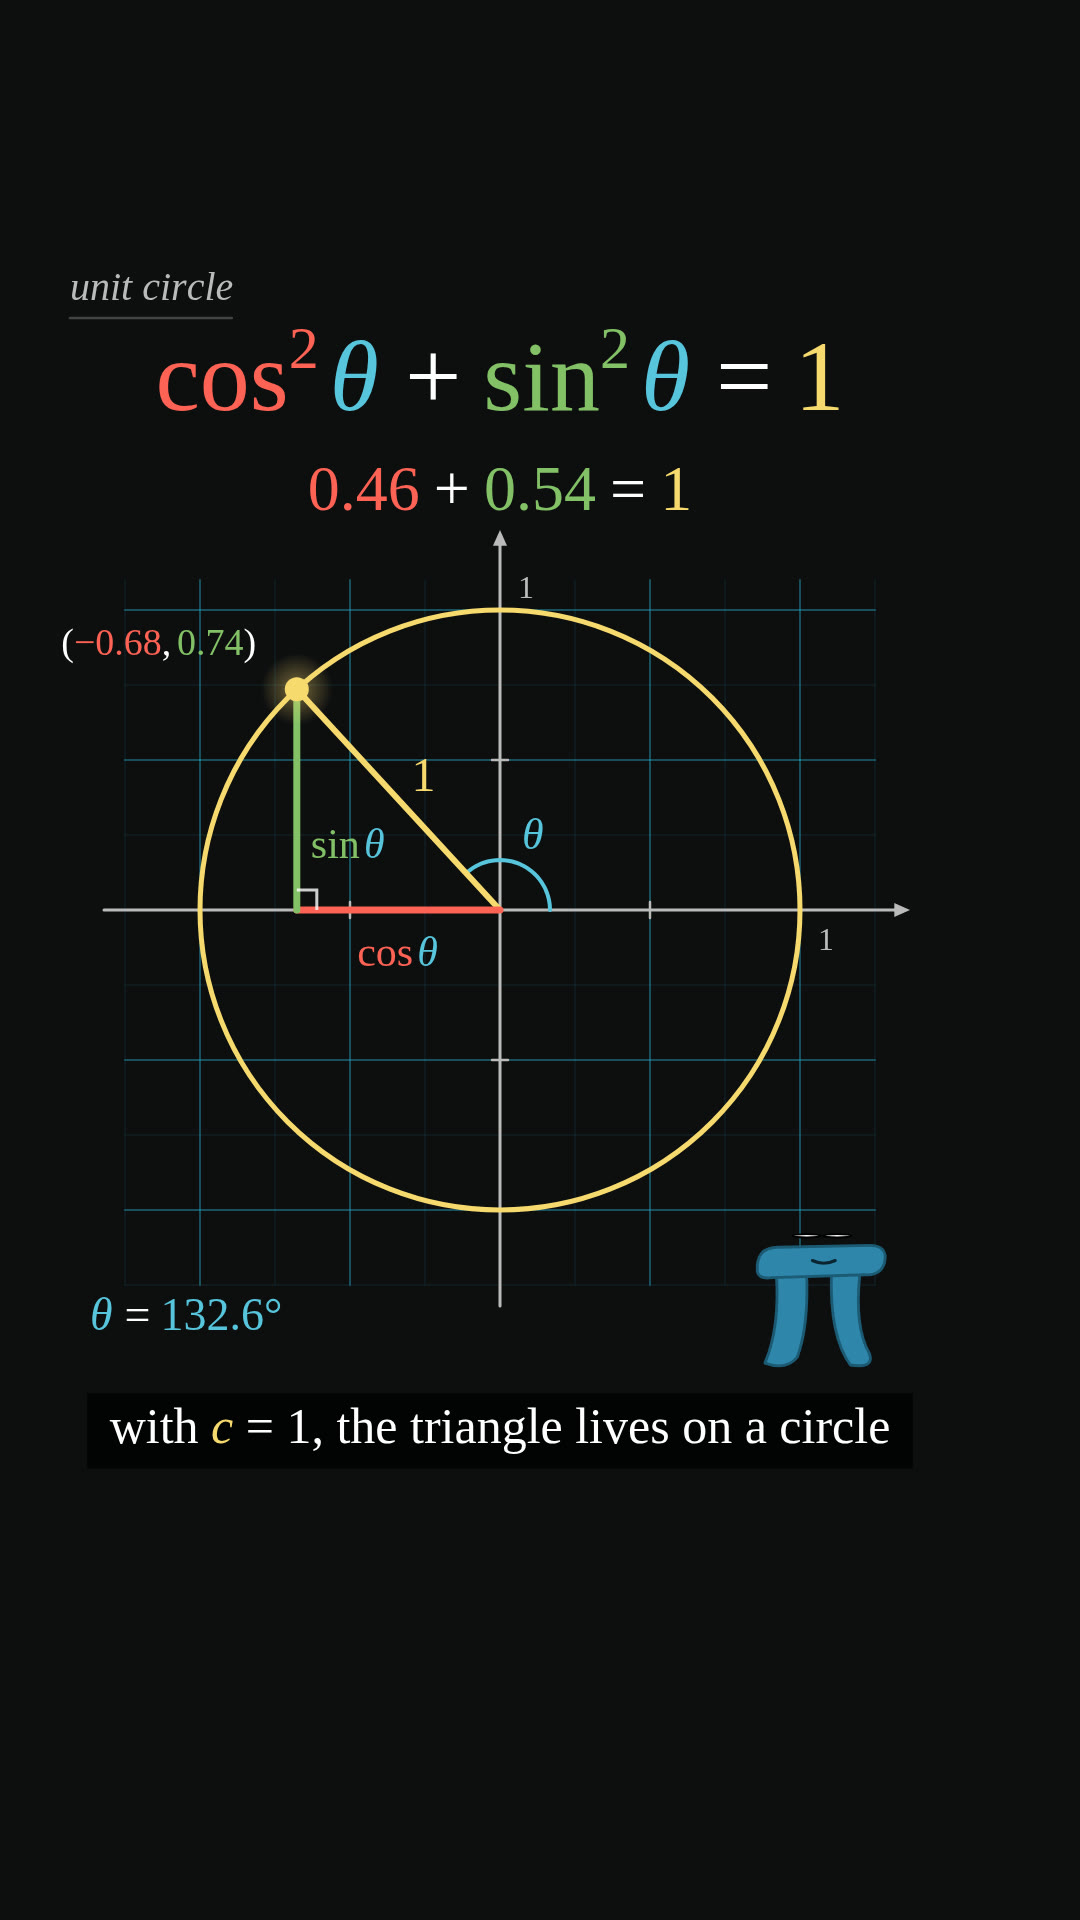 unit circle
cos²θ + sin²θ = 1
0.46 + 0.54 = 1
1
(−0.68, 0.74)
1
sin θ
θ
cos θ
1
θ = 132.6°
with c = 1, the triangle lives on a circle